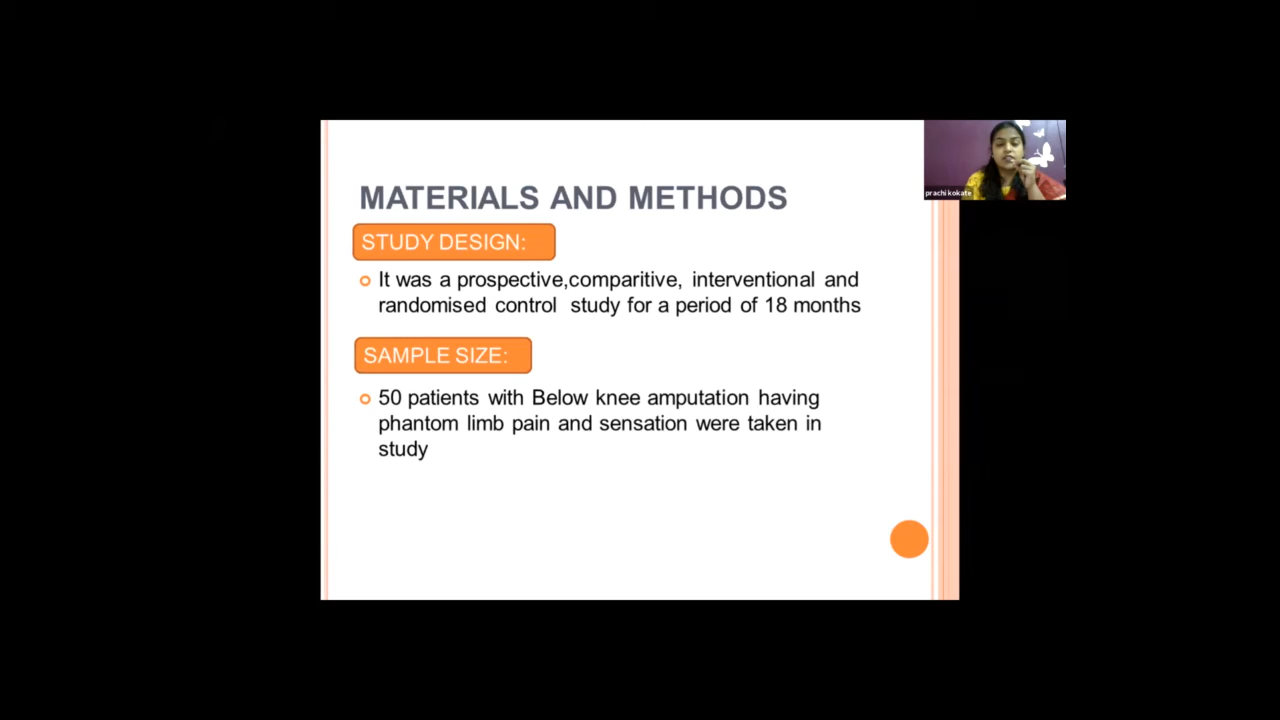 MATERIALS AND METHODS
STUDY DESIGN:
It was a prospective,comparitive, interventional and
randomised control study for a period of 18 months
SAMPLE SIZE:
50 patients with Below knee amputation having
phantom limb pain and sensation were taken in
study
prachi kokate